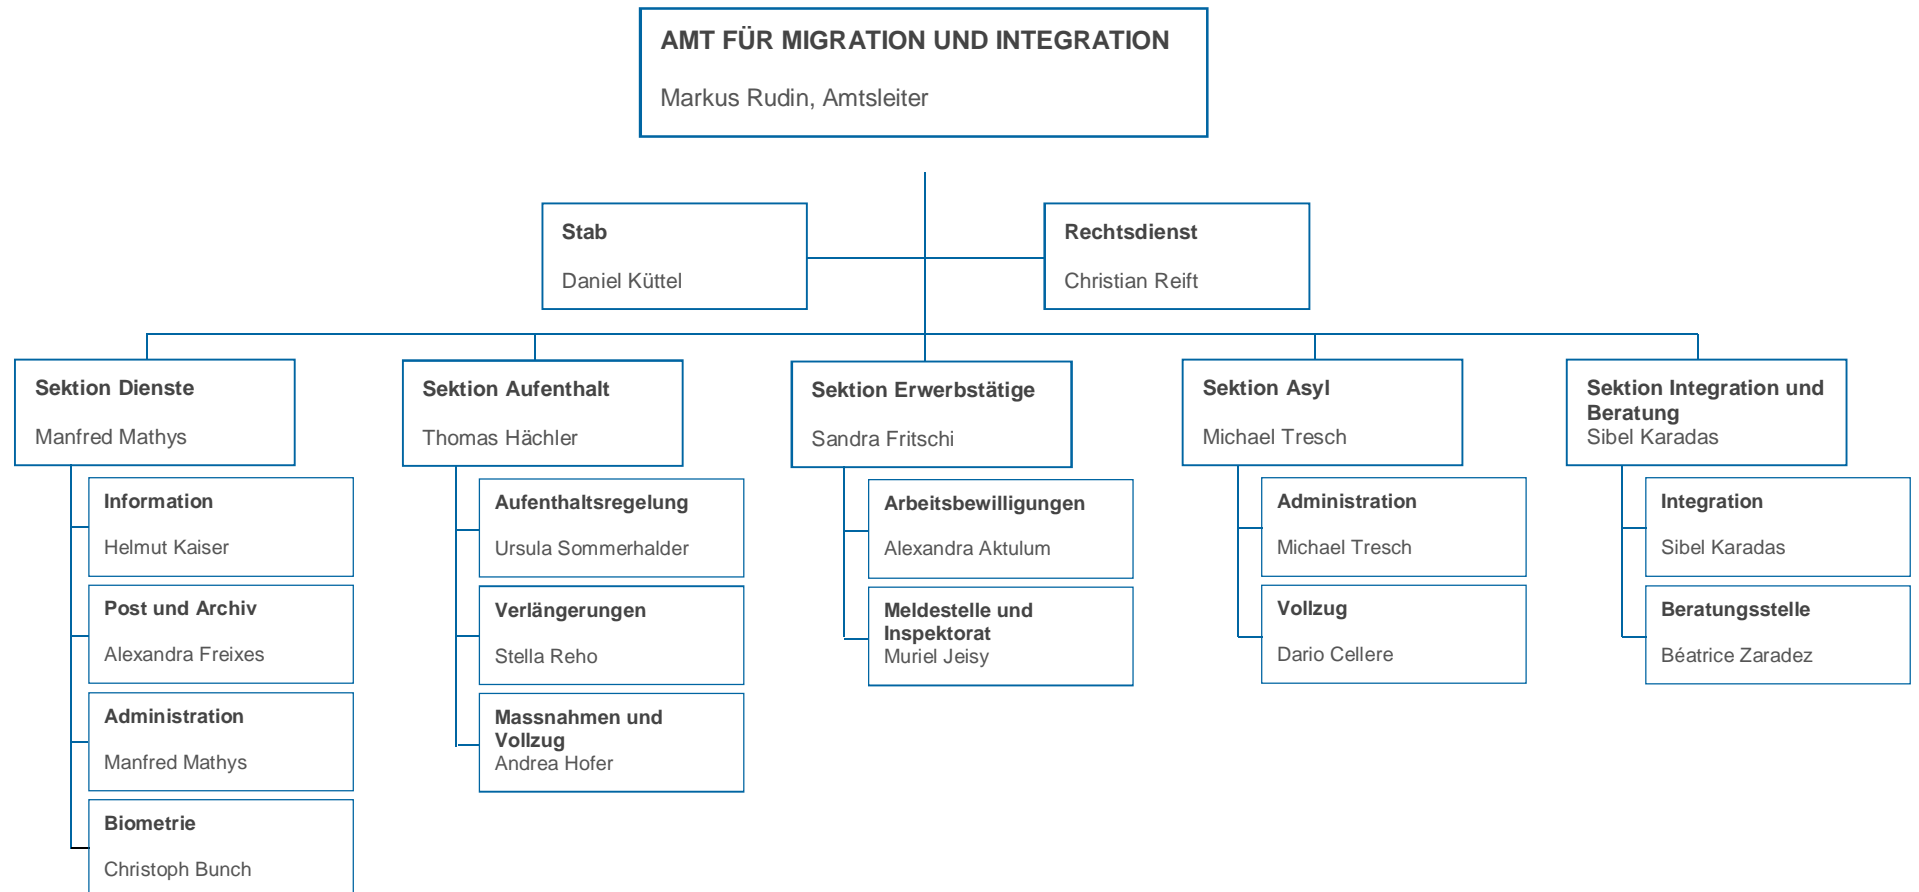 AMT FÜR MIGRATION UND INTEGRATION
Markus Rudin, Amtsleiter
Stab
Daniel Küttel
Rechtsdienst
Christian Reift
Sektion Dienste
Manfred Mathys
Information
Helmut Kaiser
Post und Archiv
Alexandra Freixes
Administration
Manfred Mathys
Biometrie
Christoph Bunch
Sektion Aufenthalt
Thomas Hächler
Aufenthaltsregelung
Ursula Sommerhalder
Verlängerungen
Stella Reho
Massnahmen und
Vollzug
Andrea Hofer
Sektion Erwerbstätige
Sandra Fritschi
Arbeitsbewilligungen
Alexandra Aktulum
Meldestelle und
Inspektorat
Muriel Jeisy
Sektion Asyl
Michael Tresch
Administration
Michael Tresch
Vollzug
Dario Cellere
Sektion Integration und
Beratung
Sibel Karadas
Integration
Sibel Karadas
Beratungsstelle
Béatrice Zaradez